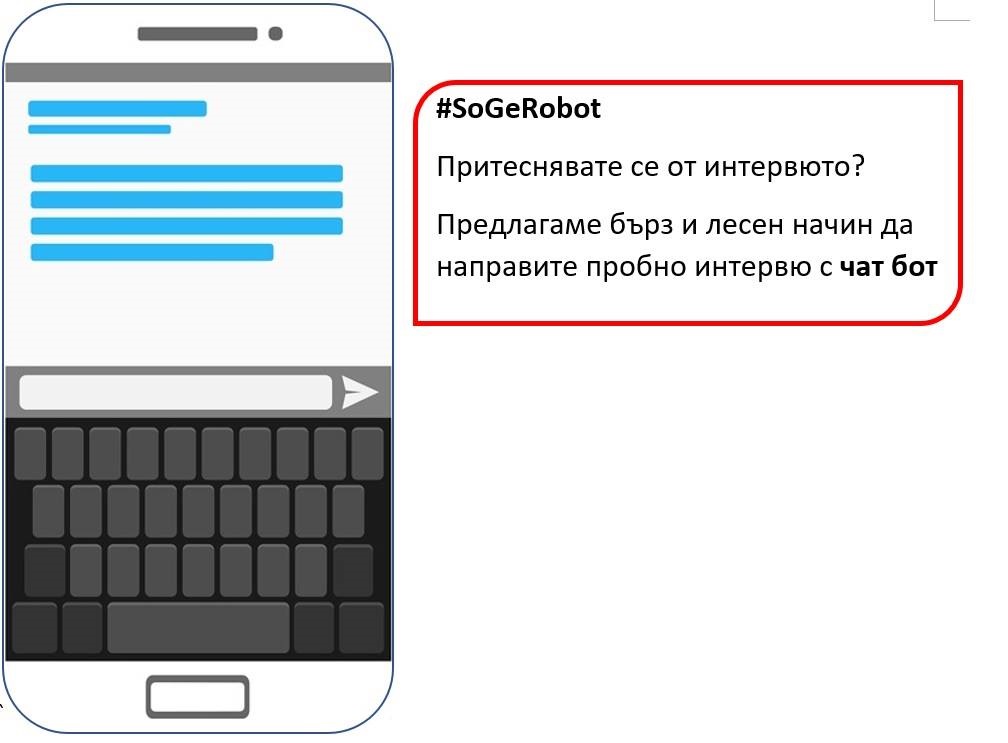 #SoGeRobot
Притеснявате се от интервюто?
Предлагаме бърз и лесен начин да
направите пробно интервю с чат бот